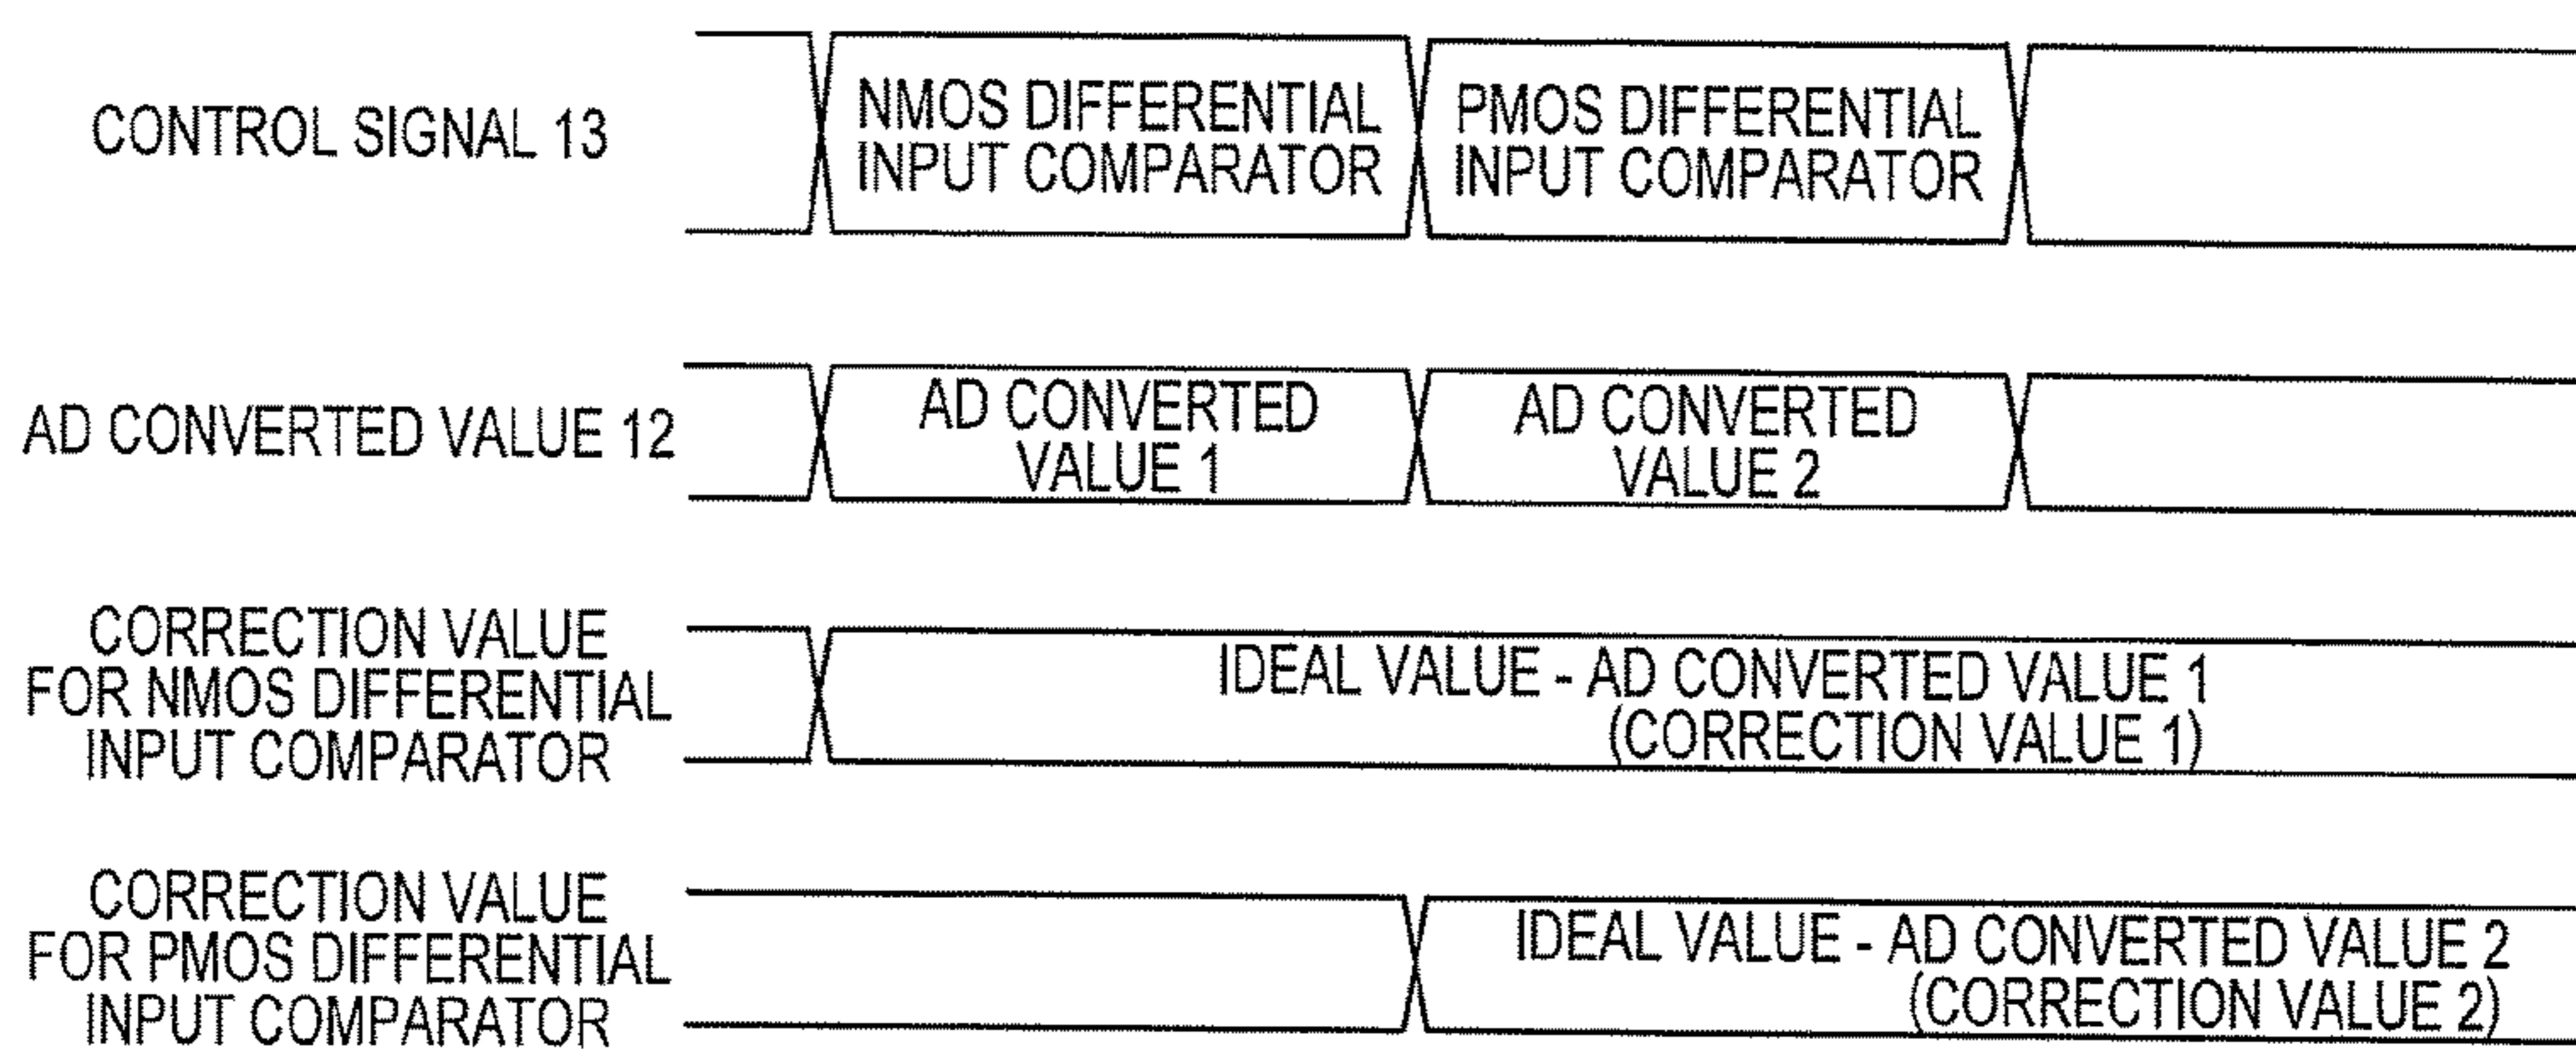 CONTROL SIGNAL 13
NMOS DIFFERENTIAL
INPUT COMPARATOR
PMOS DIFFERENTIAL
INPUT COMPARATOR
AD CONVERTED VALUE 12
AD CONVERTED
VALUE 1
AD CONVERTED
VALUE 2
CORRECTION VALUE
FOR NMOS DIFFERENTIAL
INPUT COMPARATOR
IDEAL VALUE - AD CONVERTED VALUE 1
(CORRECTION VALUE 1)
CORRECTION VALUE
FOR PMOS DIFFERENTIAL
INPUT COMPARATOR
IDEAL VALUE - AD CONVERTED VALUE 2
(CORRECTION VALUE 2)